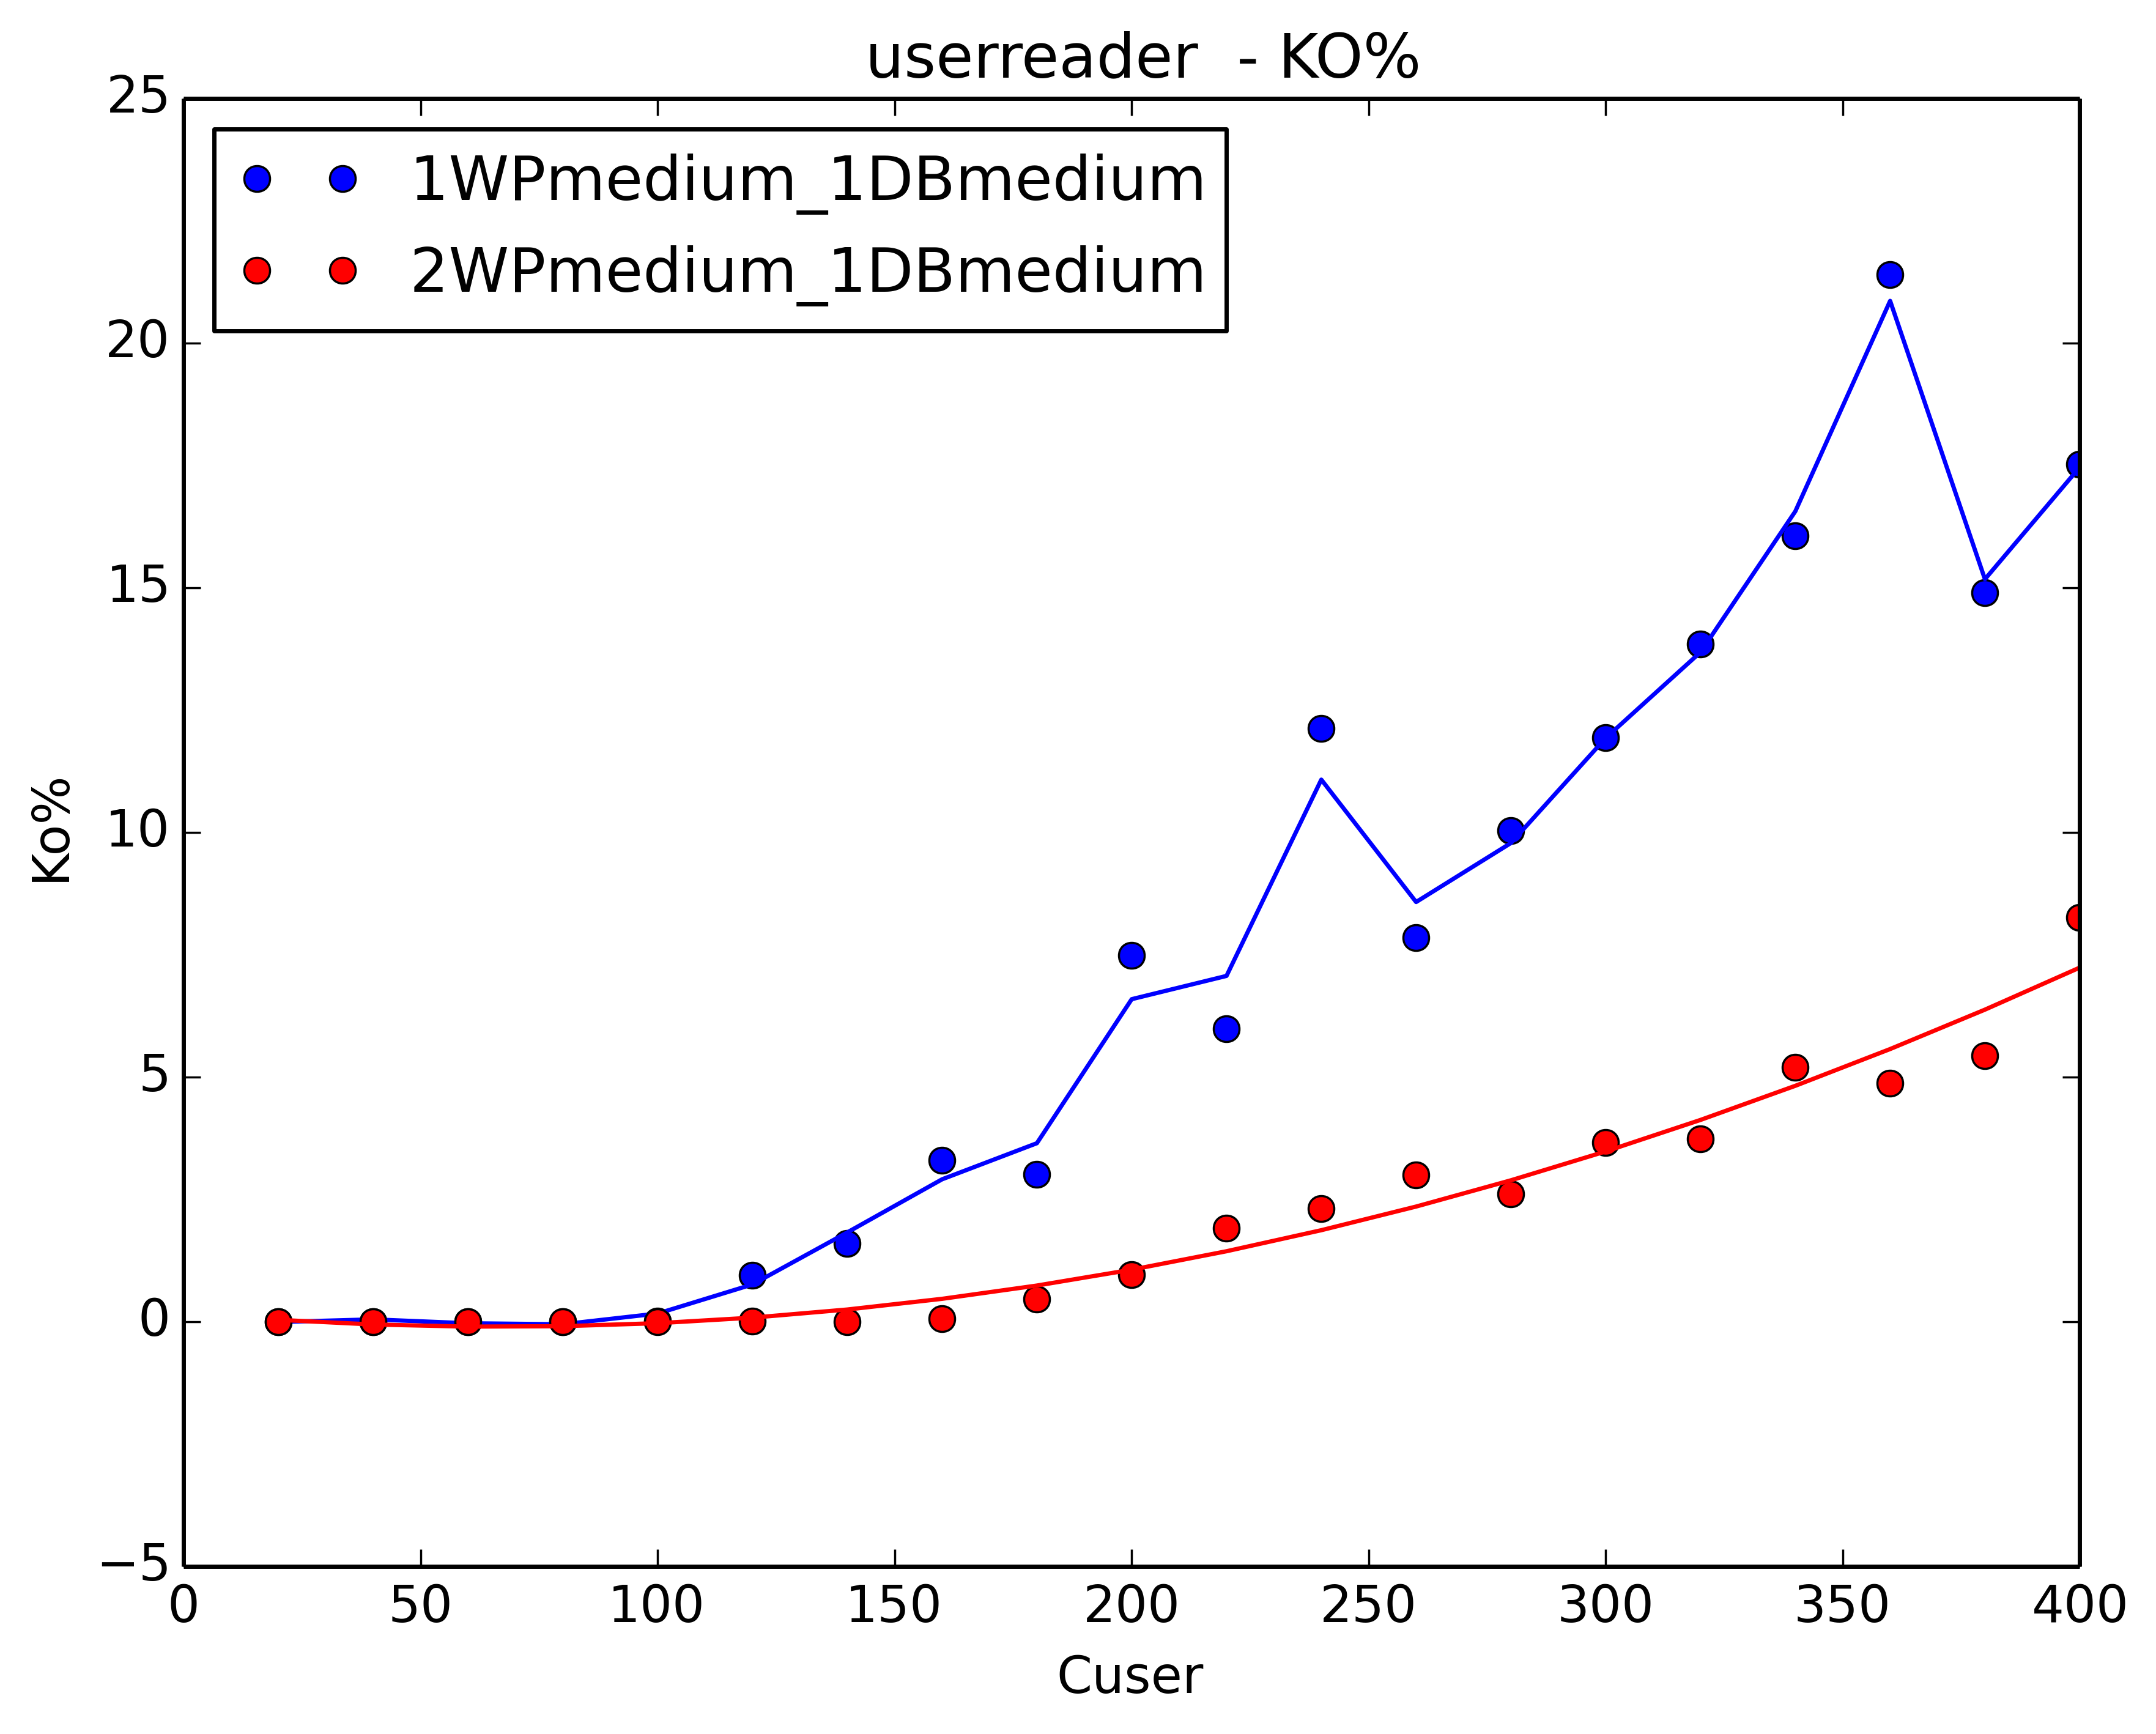 userreader - KO%
25
20
15
10
5
0
−5
Ko%
1WPmedium_1DBmedium
2WPmedium_1DBmedium
0 50 100 150 200 250 300 350 400
Cuser